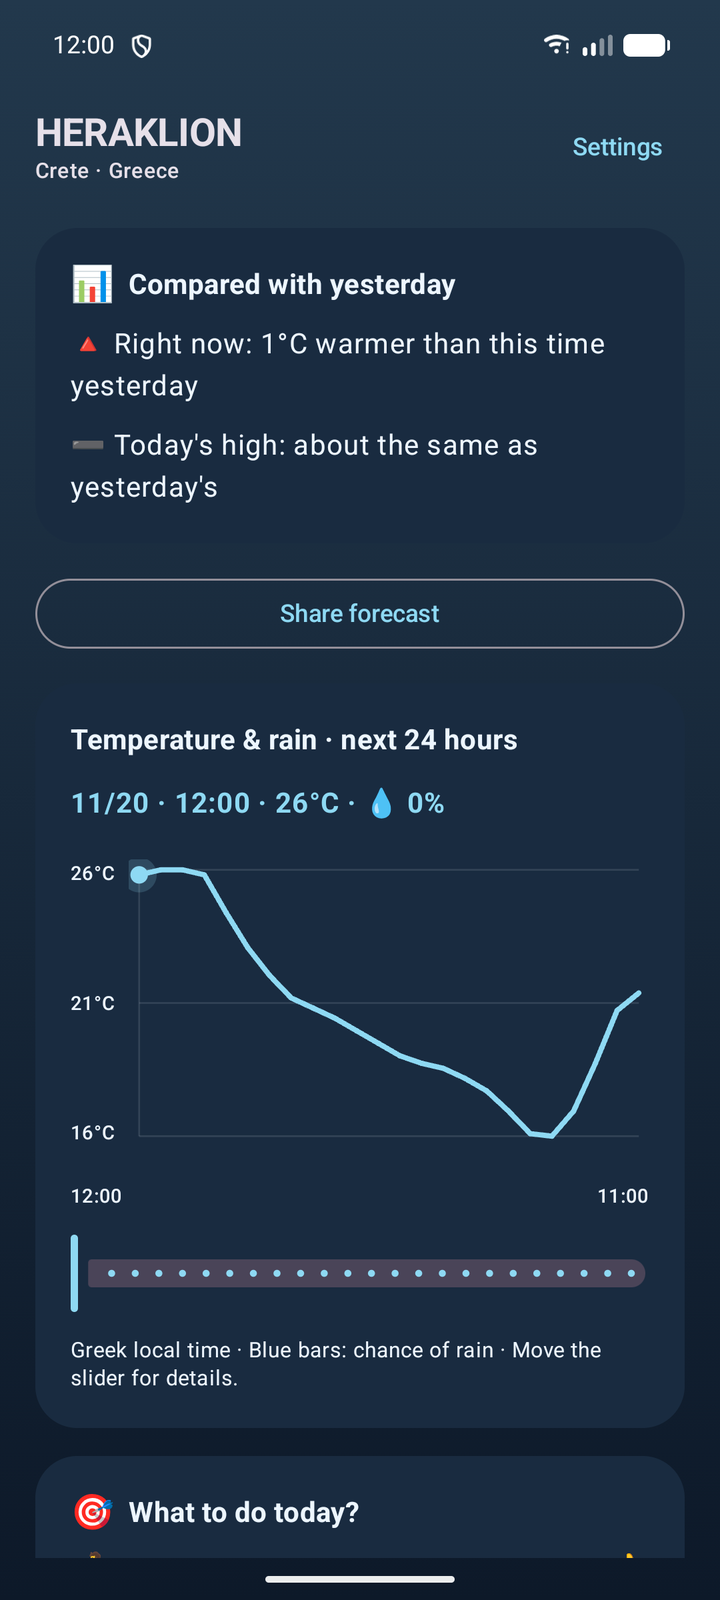 12:00
HERAKLION
Crete · Greece
Settings
Compared with yesterday
Right now: 1°C warmer than this time
yesterday
Today's high: about the same as
yesterday's
Share forecast
Temperature & rain · next 24 hours
11/20 · 12:00 · 26°C · 💧 0%
26°C
21°C
16°C
12:00
11:00
Greek local time · Blue bars: chance of rain · Move the
slider for details.
What to do today?